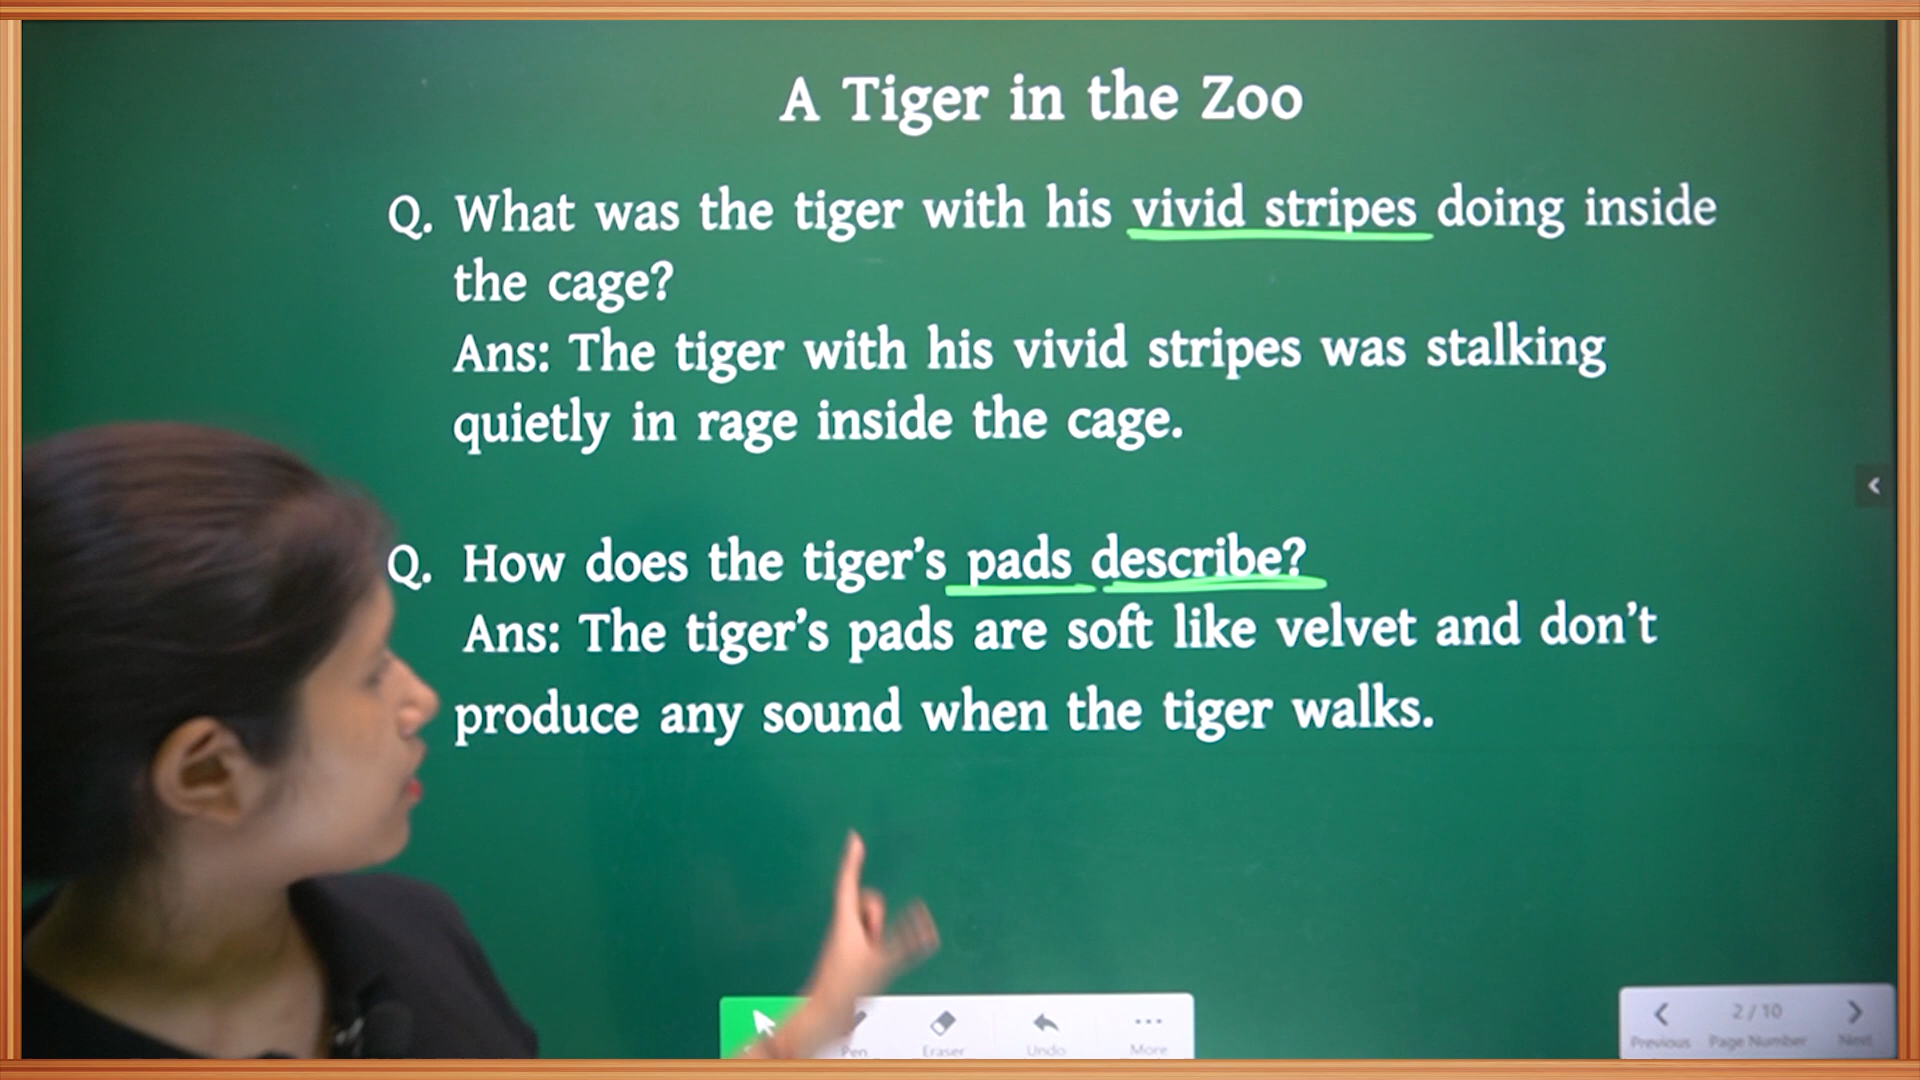 A Tiger in the Zoo
Q. What was the tiger with his vivid stripes doing inside
the cage?
Ans: The tiger with his vivid stripes was stalking
quietly in rage inside the cage.
Q. How does the tiger’s pads describe?
Ans: The tiger’s pads are soft like velvet and don’t
produce any sound when the tiger walks.
Pen Eraser Undo More
2 / 10
Previous Page Number Next